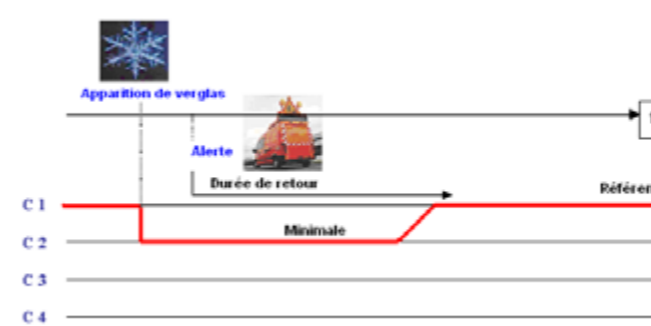 Apparition de verglas
Alerte
Durée de retour
C 1
Minimale
C 2
C 3
C 4